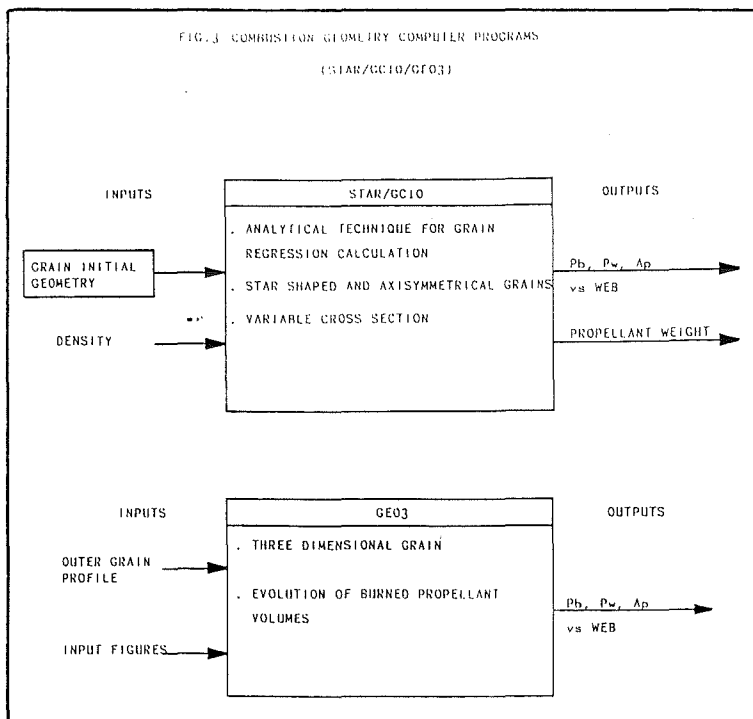 FIG.3 COMBUSTION GEOMETRY COMPUTER PROGRAMS
(STAR/GC10/GEO3)
INPUTS
STAR/GC10
OUTPUTS
. ANALYTICAL TECHNIQUE FOR GRAIN
REGRESSION CALCULATION
GRAIN INITIAL
GEOMETRY
Pb, Pw, Ap
vs WEB
. STAR SHAPED AND AXISYMMETRICAL GRAINS
. VARIABLE CROSS SECTION
DENSITY
PROPELLANT WEIGHT
INPUTS
GEO3
OUTPUTS
. THREE DIMENSIONAL GRAIN
OUTER GRAIN
PROFILE
. EVOLUTION OF BURNED PROPELLANT
VOLUMES
Pb, Pw, Ap
vs WEB
INPUT FIGURES